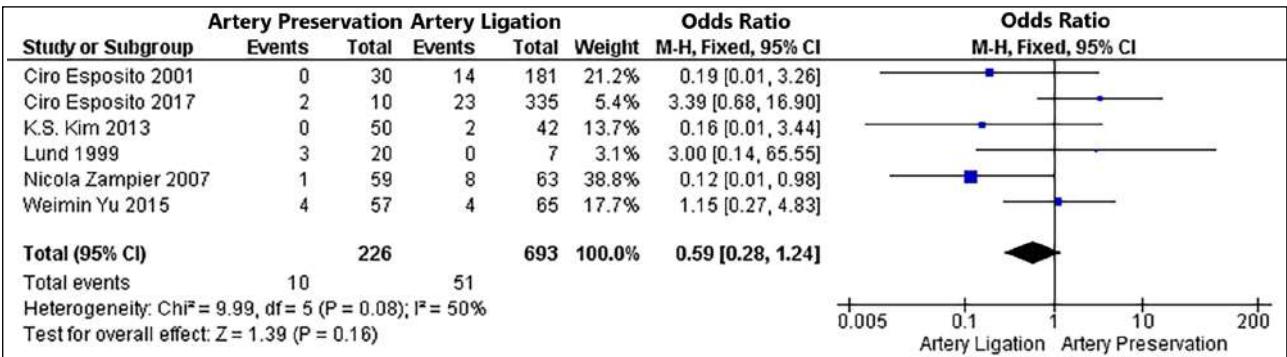 Artery Preservation Artery Ligation Odds Ratio Odds Ratio
Study or Subgroup Events Total Events Total Weight M-H, Fixed, 95% CI M-H, Fixed, 95% CI
Ciro Esposito 2001 0 30 14 181 21.2% 0.19 [0.01, 3.26]
Ciro Esposito 2017 2 10 23 335 5.4% 3.39 [0.68, 16.90]
K.S. Kim 2013 0 50 2 42 13.7% 0.16 [0.01, 3.44]
Lund 1999 3 20 0 7 3.1% 3.00 [0.14, 65.55]
Nicola Zampier 2007 1 59 8 63 38.8% 0.12 [0.01, 0.98]
Weimin Yu 2015 4 57 4 65 17.7% 1.15 [0.27, 4.83]
Total (95% CI) 226 693 100.0% 0.59 [0.28, 1.24]
Total events 10 51
Heterogeneity: Chi² = 9.99, df = 5 (P = 0.08); I² = 50%
Test for overall effect: Z = 1.39 (P = 0.16)
0.005 0.1 1 10 200
Artery Ligation Artery Preservation